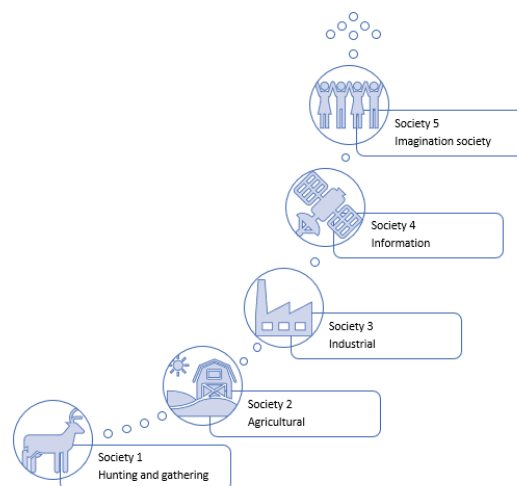 Society 5
Imagination society
Society 4
Information
Society 3
Industrial
Society 2
Agricultural
Society 1
Hunting and gathering